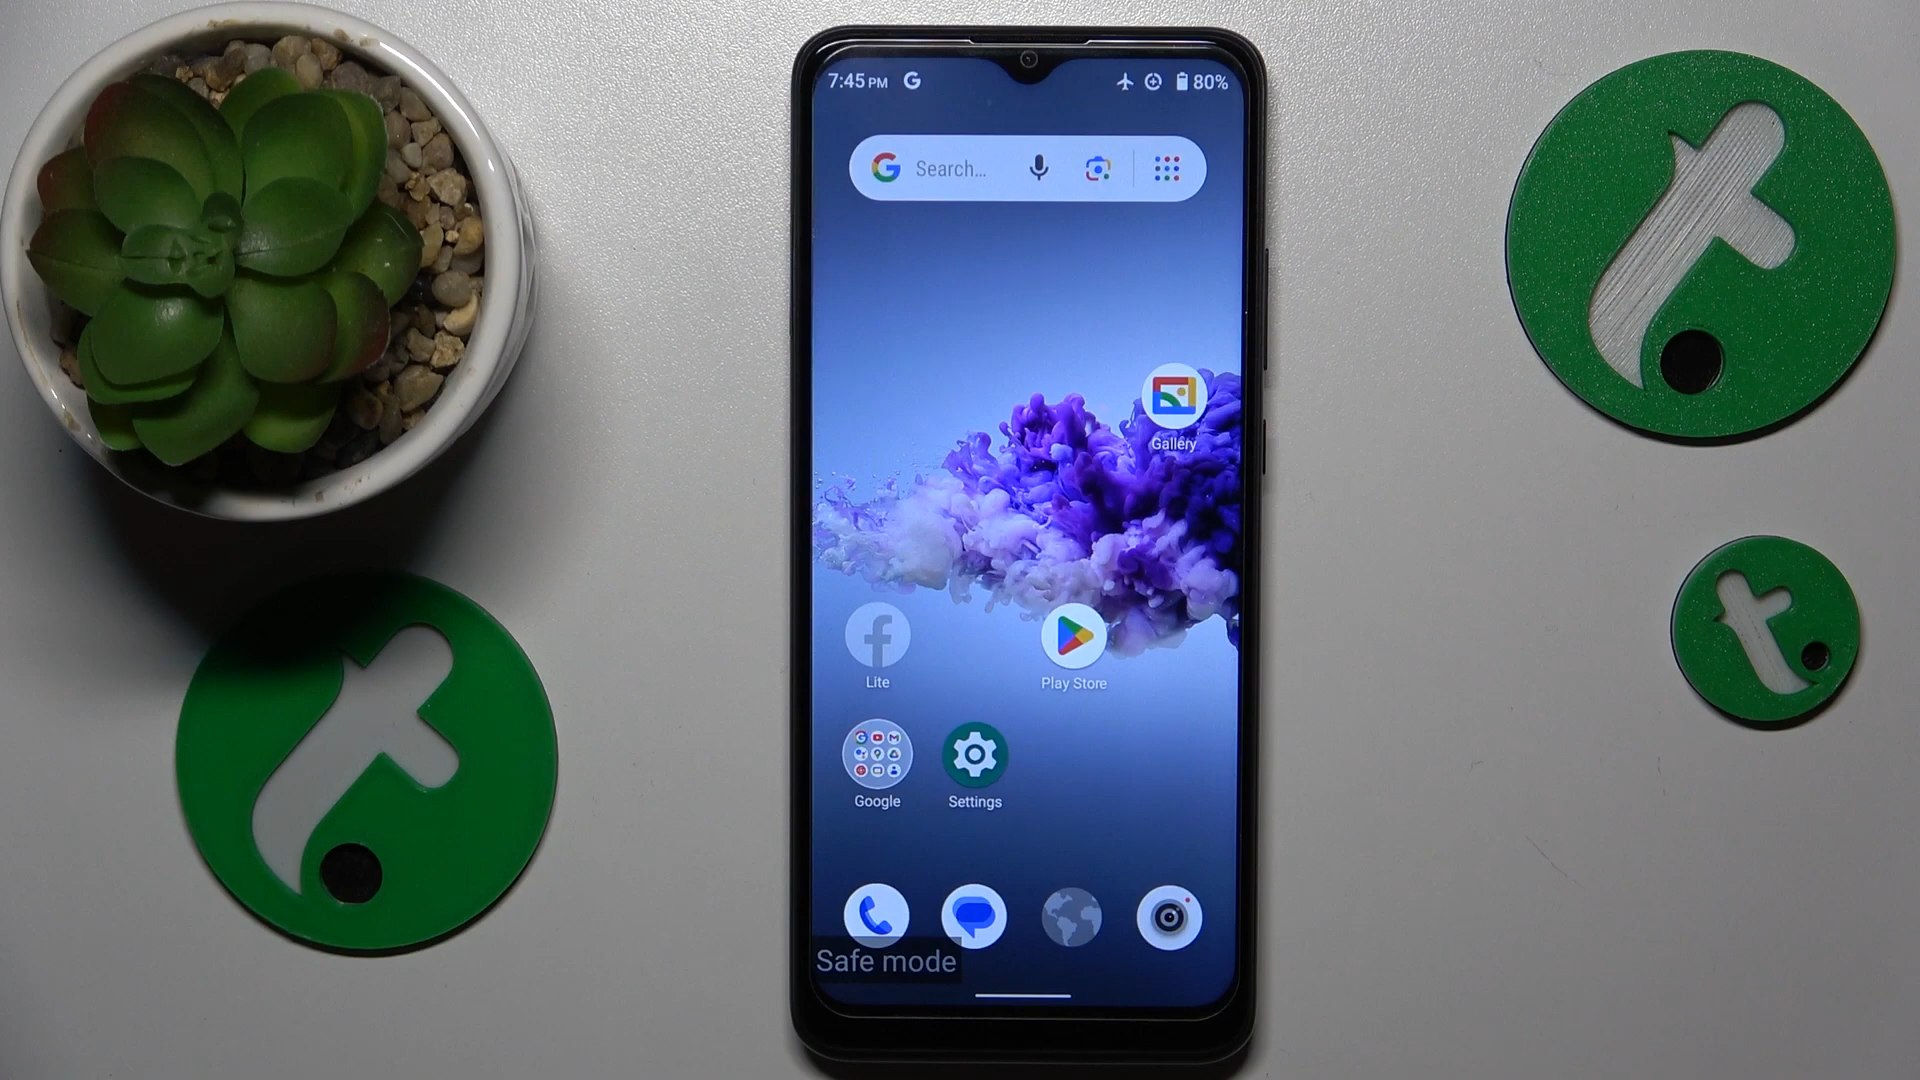 7:45 PM G 80%
G Search...
Gallery
Lite
Play Store
Google
Settings
Safe mode